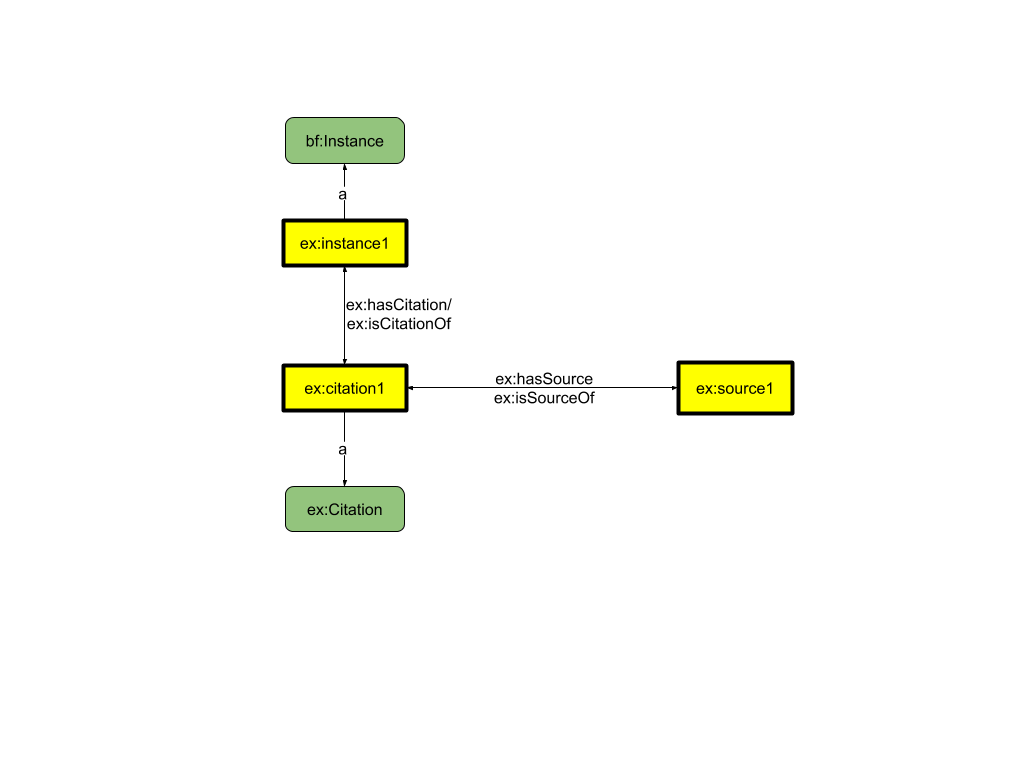 bf:Instance
a
ex:instance1
ex:hasCitation/
ex:isCitationOf
ex:citation1
ex:hasSource
ex:isSourceOf
ex:source1
a
ex:Citation